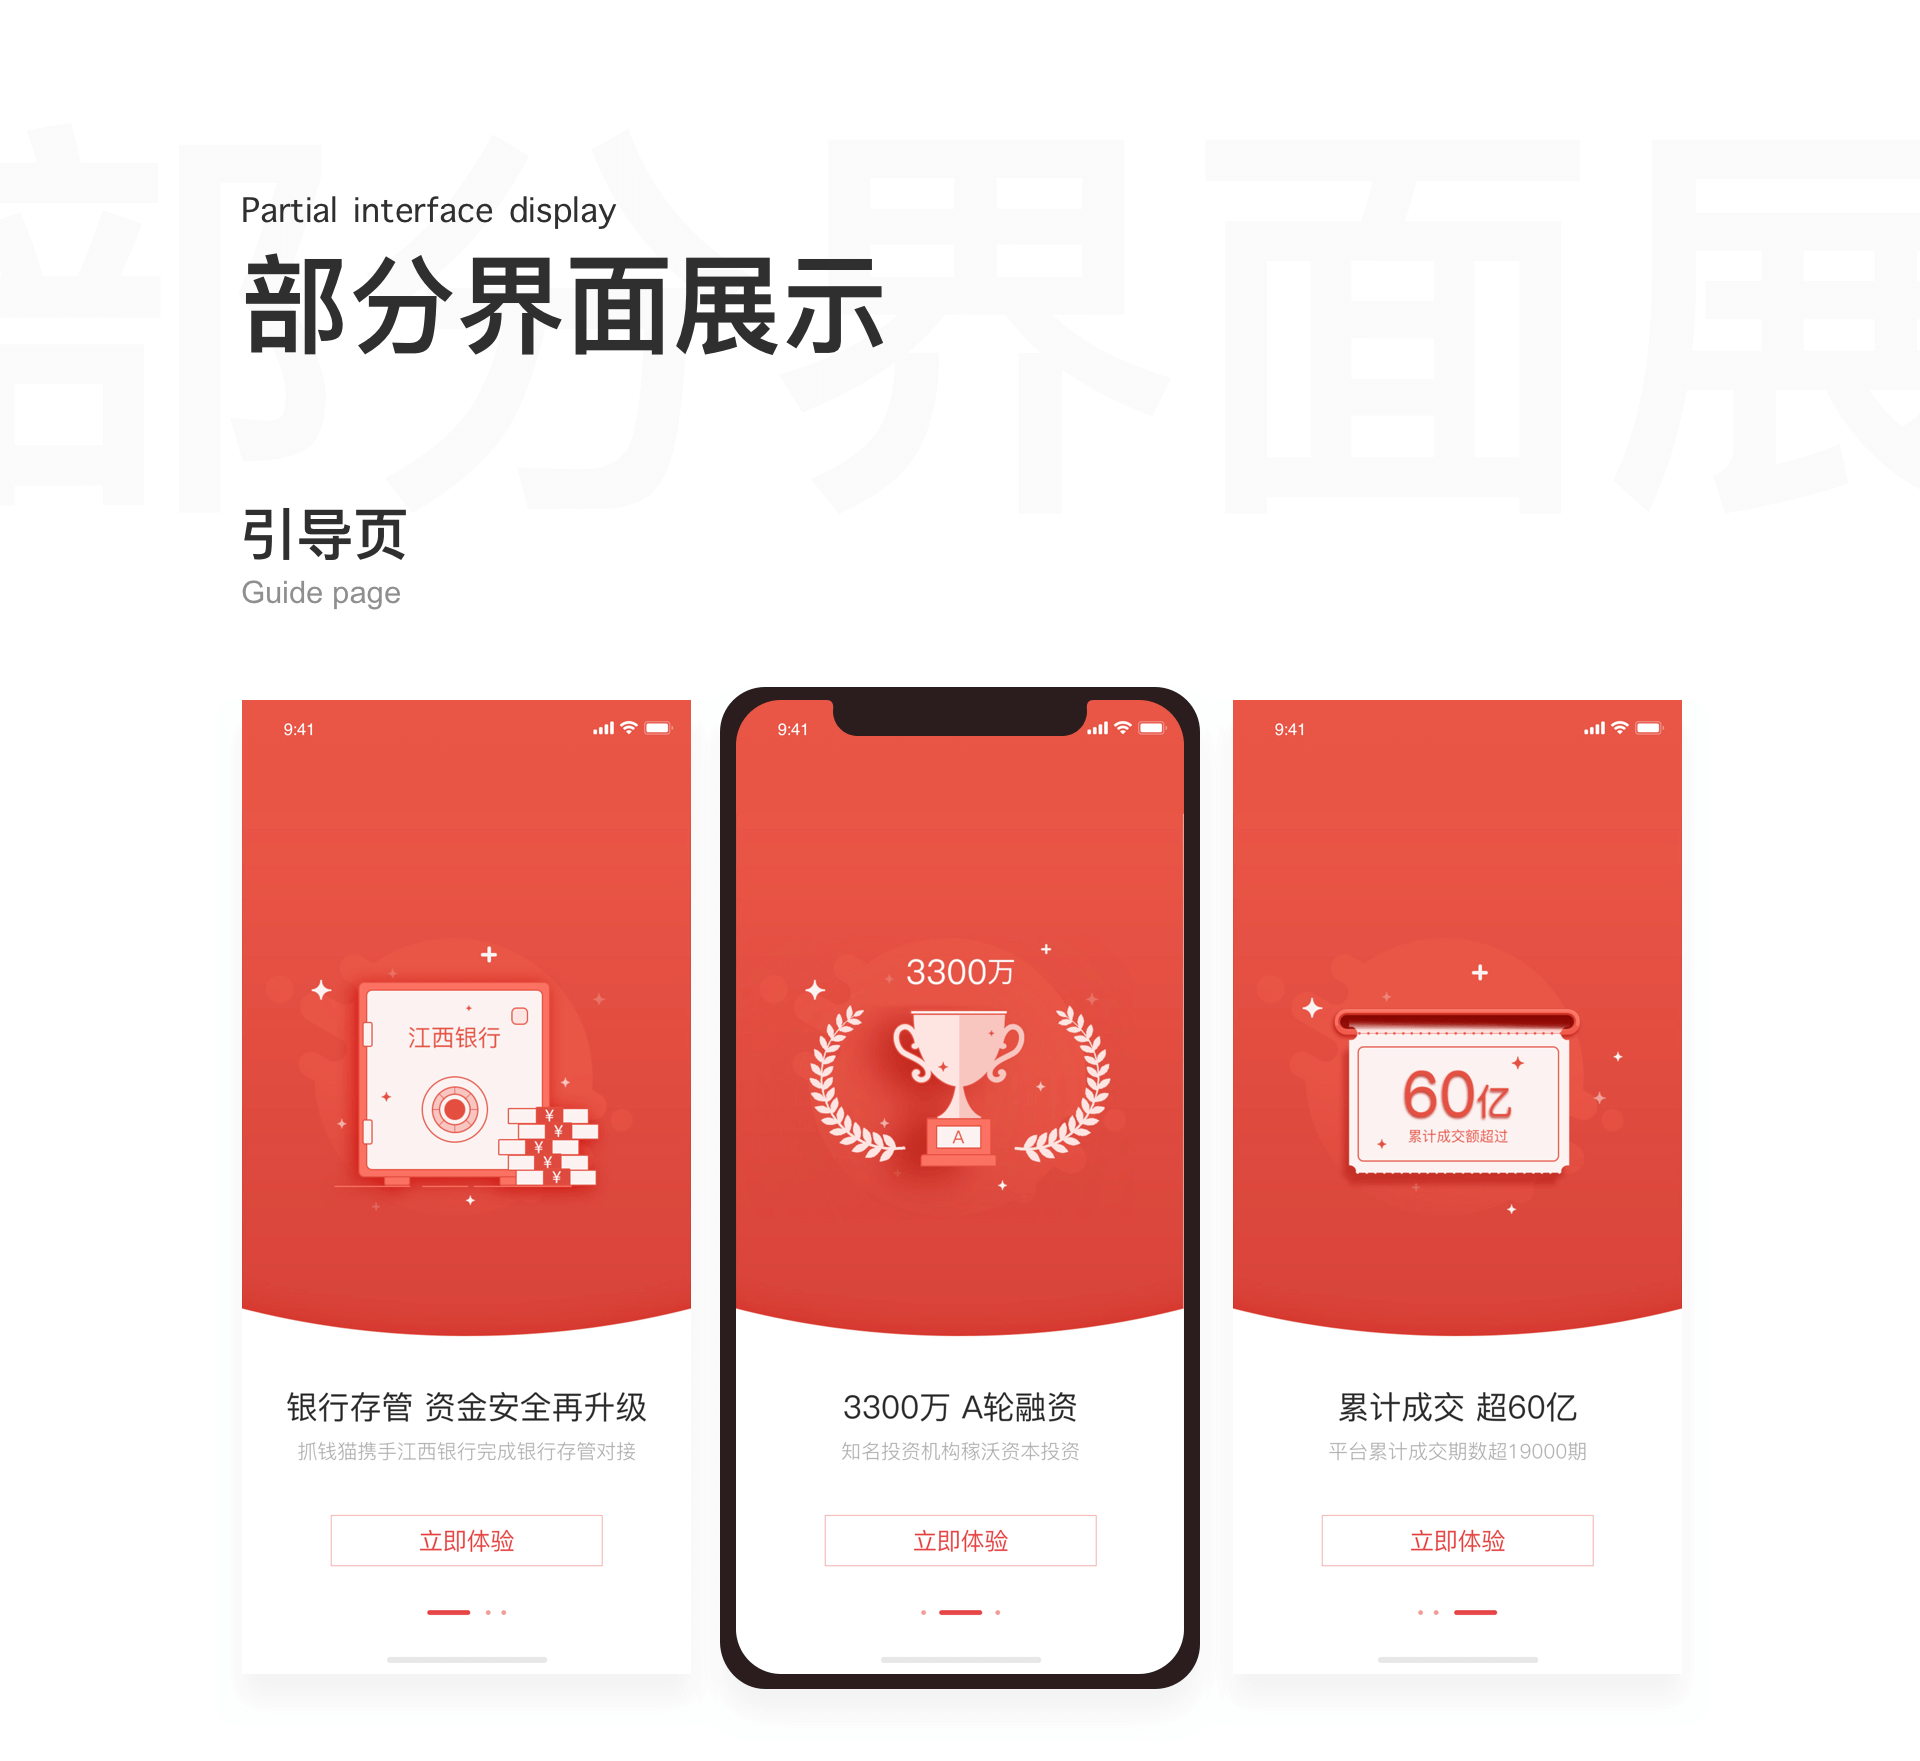 部分界面展
Partial interface display
部分界面展示
引导页
Guide page
9:41
江西银行
¥
¥
¥
¥
¥
银行存管 资金安全再升级
抓钱猫携手江西银行完成银行存管对接
立即体验
9:41
3300万
A
3300万 A轮融资
知名投资机构稼沃资本投资
立即体验
9:41
60亿
累计成交额超过
累计成交 超60亿
平台累计成交期数超19000期
立即体验